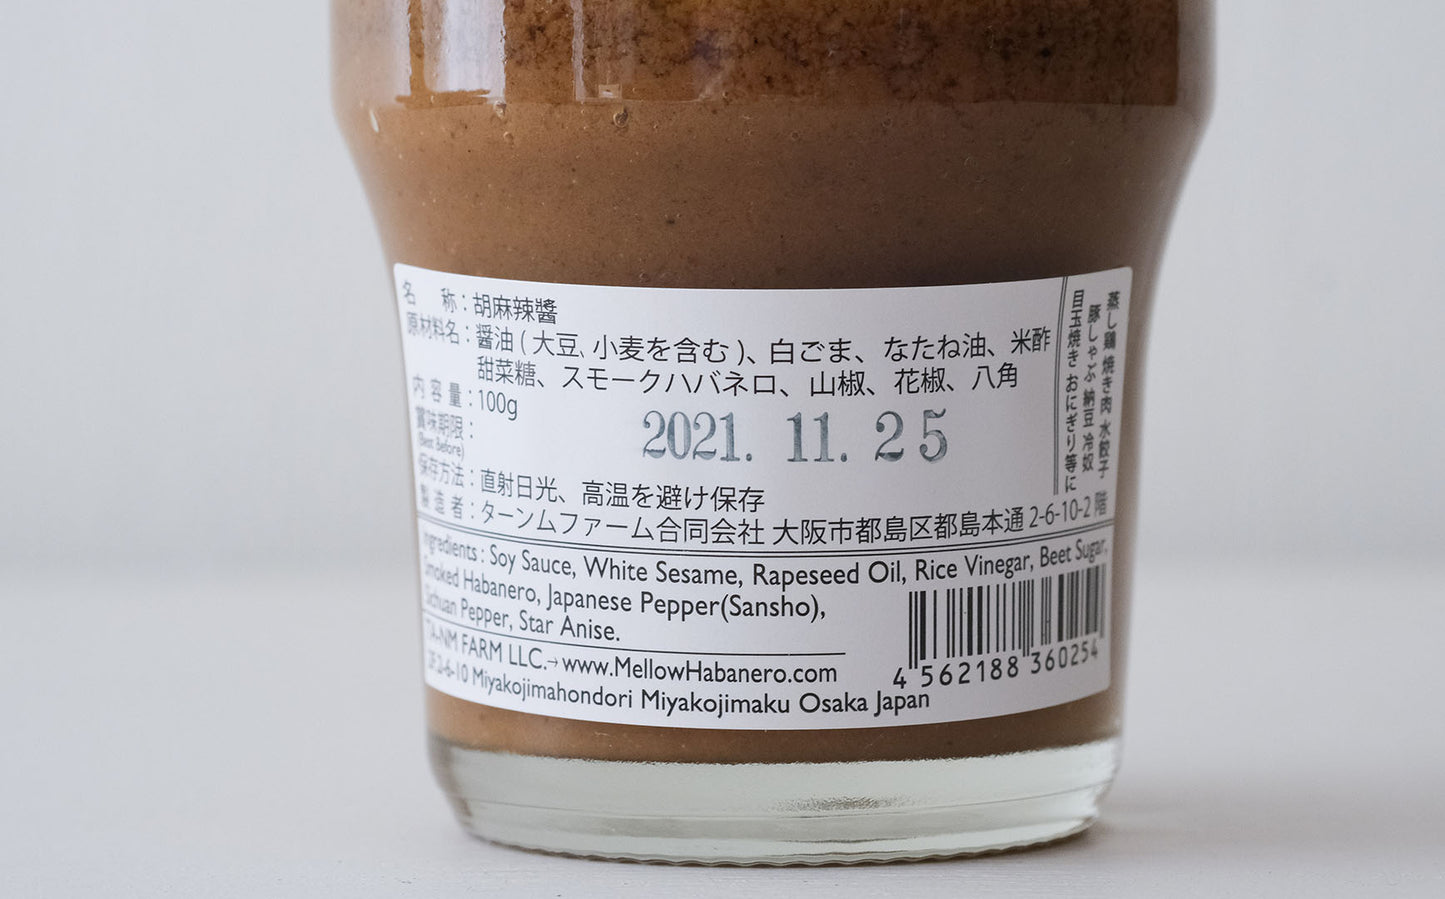 名 称：胡麻辣醬
原材料名：醤油(大豆、小麦を含む)、白ごま、なたね油、米酢
甜菜糖、スモークハバネロ、山椒、花椒、八角
内 容 量：100g
賞味期限：
(Best Before)
2021. 11. 25
保存方法：直射日光、高温を避け保存
製 造 者：ターンムファーム合同会社 大阪市都島区都島本通 2-6-10-2 階
蒸し鶏 焼き肉 水餃子
豚しゃぶ 納豆 冷奴
目玉焼き おにぎり等に
Ingredients : Soy Sauce, White Sesame, Rapeseed Oil, Rice Vinegar, Beet Sugar,
Smoked Habanero, Japanese Pepper(Sansho),
Sichuan Pepper, Star Anise.
TA-NM FARM LLC.→www.MellowHabanero.com
2F,2-6-10 Miyakojimahondori Miyakojimaku Osaka Japan
4 562188 360254